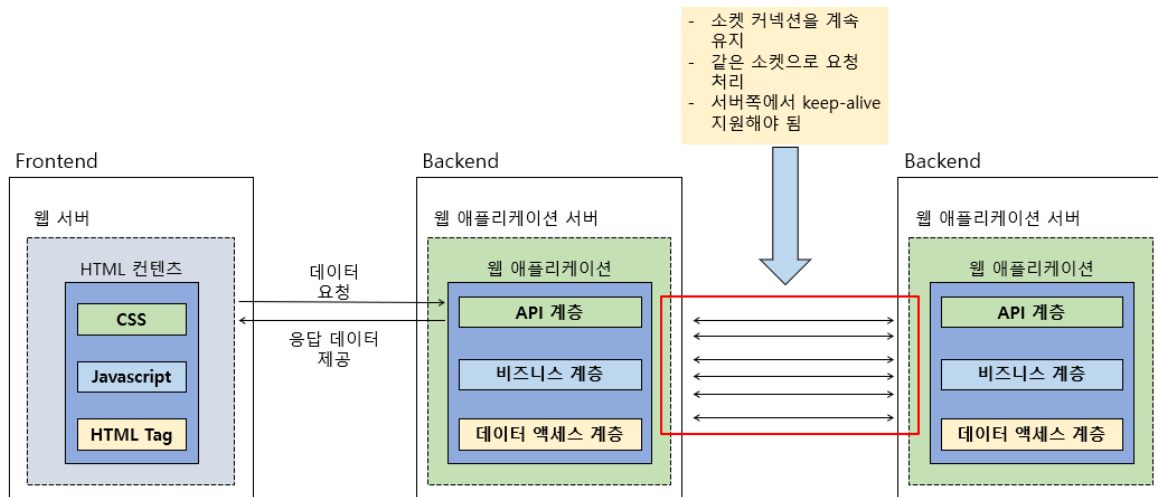 - 소켓 커넥션을 계속
유지
- 같은 소켓으로 요청
처리
- 서버쪽에서 keep-alive
지원해야 됨
Frontend
웹 서버
HTML 컨텐츠
CSS
Javascript
HTML Tag
데이터
요청
응답 데이터
제공
Backend
웹 애플리케이션 서버
웹 애플리케이션
API 계층
비즈니스 계층
데이터 액세스 계층
Backend
웹 애플리케이션 서버
웹 애플리케이션
API 계층
비즈니스 계층
데이터 액세스 계층